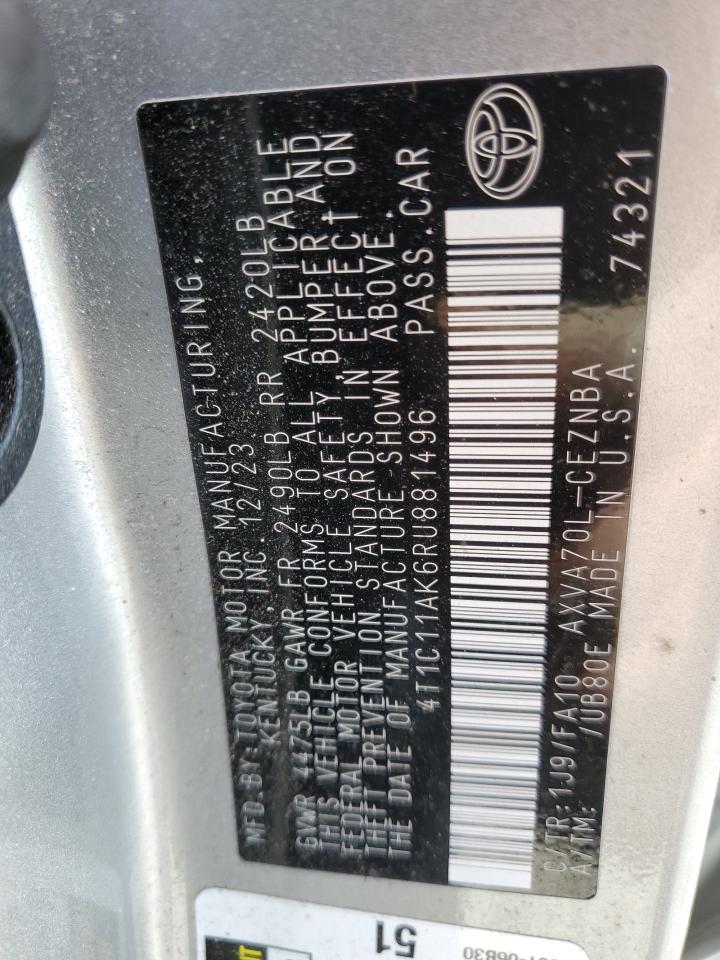 MFD.BY:TOYOTA MOTOR MANUFACTURING,
KENTUCKY, INC. 12/23
GVWR 4475LB GAWR FR 2490LB RR 2420LB
THIS VEHICLE CONFORMS TO ALL APPLICABLE
FEDERAL MOTOR VEHICLE SAFETY, BUMPER AND
THEFT PREVENTION STANDARDS IN EFFECT ON
THE DATE OF MANUFACTURE SHOWN ABOVE.
4T1C11AK6RU881496 PASS.CAR
C/TR:1J9/FA10 AXVA70L-CEZNBA
A/TM: /UB80E MADE IN U.S.A. 74321
51